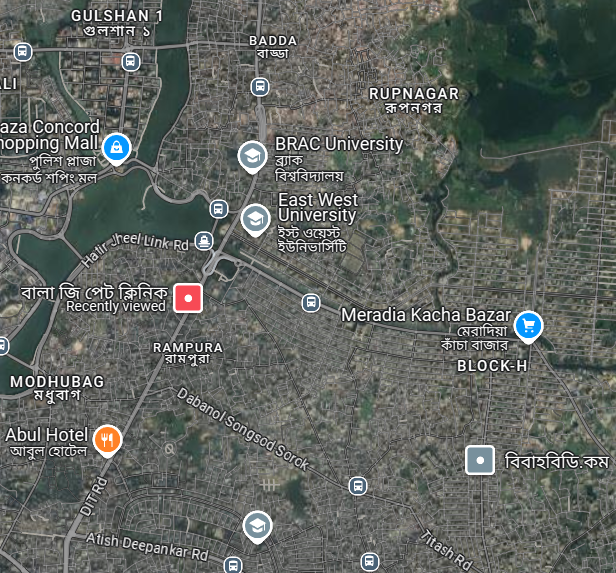 GULSHAN 1
গুলশান ১
BADDA
বাড্ডা
RUPNAGAR
রূপনগর
aza Concord
hopping Mall
পুলিশ প্লাজা
কনকর্ড শপিং মল
BRAC University
ব্র্যাক
বিশ্ববিদ্যালয়
East West
University
ইস্ট ওয়েস্ট
ইউনিভার্সিটি
Hatir Jheel Link Rd
বালা জি পেট ক্লিনিক
Recently viewed
Meradia Kacha Bazar
মেরাদিয়া
কাঁচা বাজার
RAMPURA
রামপুরা
BLOCK-H
MODHUBAG
মধুবাগ
Dabanol Songsod Sorck
Abul Hotel
আবুল হোটেল
বিবাহবিডি.কম
DIT Rd
Atish Deepankar Rd
Titash Rd